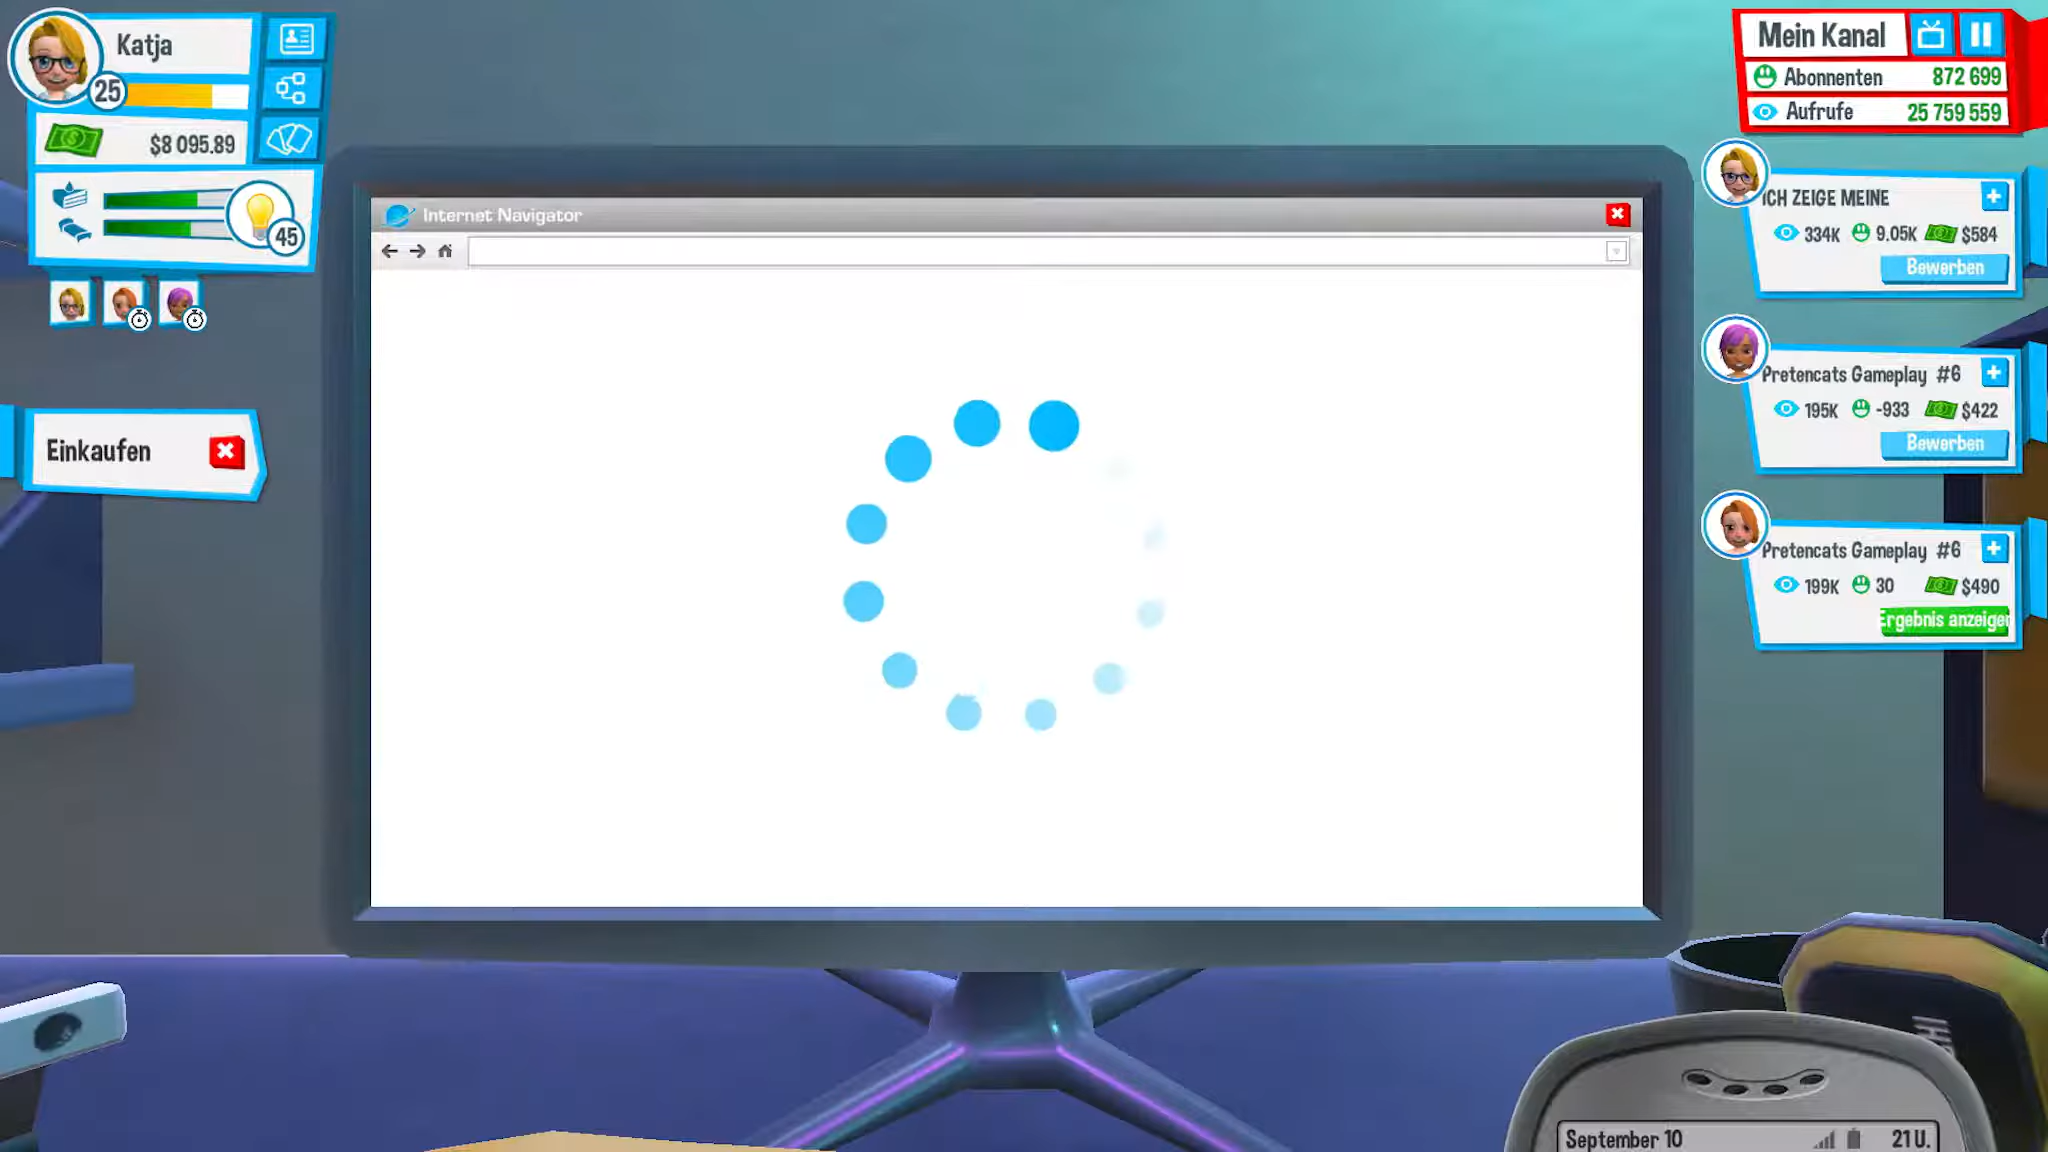 Katja
25
$8 095.89
45
Einkaufen
Internet Navigator
Mein Kanal
Abonnenten 872 699
Aufrufe 25 759 559
ICH ZEIGE MEINE
334K 9.05K $584
Bewerben
Pretencats Gameplay #6
195K -933 $422
Bewerben
Pretencats Gameplay #6
199K 30 $490
Ergebnis anzeigen
September 10 21 U.